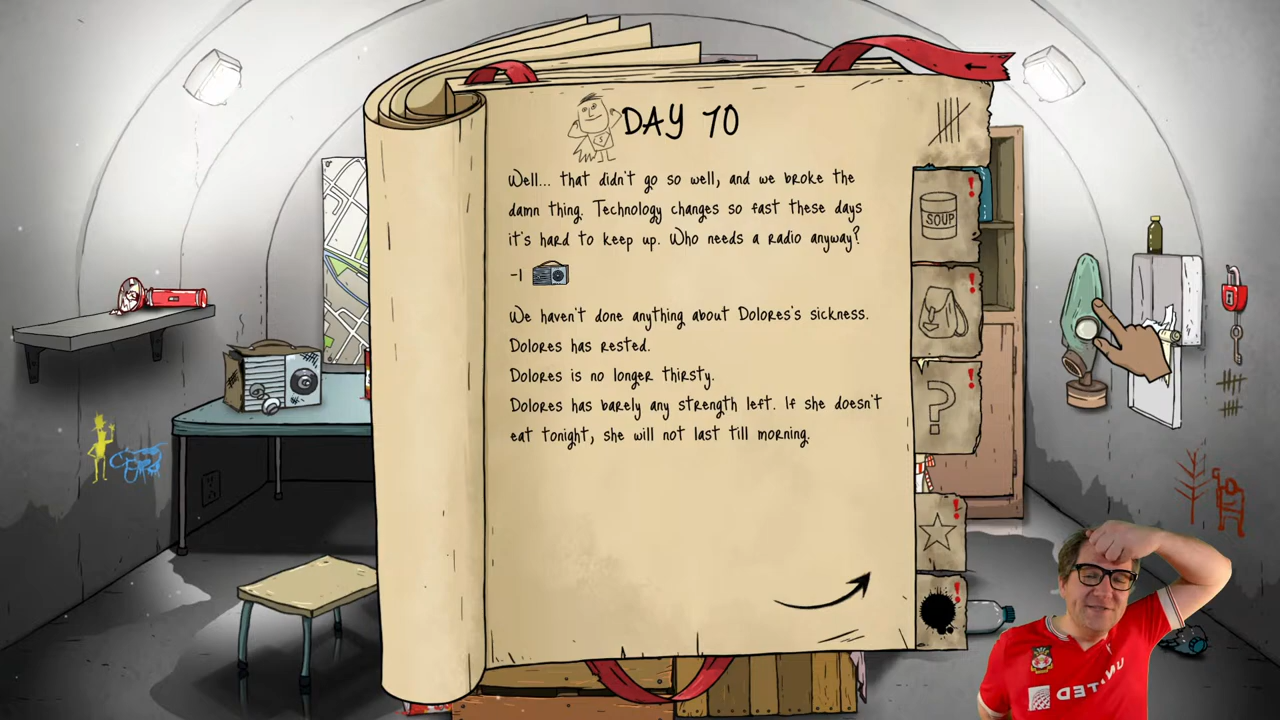 DAY 70
Well... that didn't go so well, and we broke the
damn thing. Technology changes so fast these days
it's hard to keep up. Who needs a radio anyway?
-1
We haven't done anything about Dolores's sickness.
Dolores has rested.
Dolores is no longer thirsty.
Dolores has barely any strength left. If she doesn't
eat tonight, she will not last till morning.
SOUP
!
!
?
!
!
!
UNITED